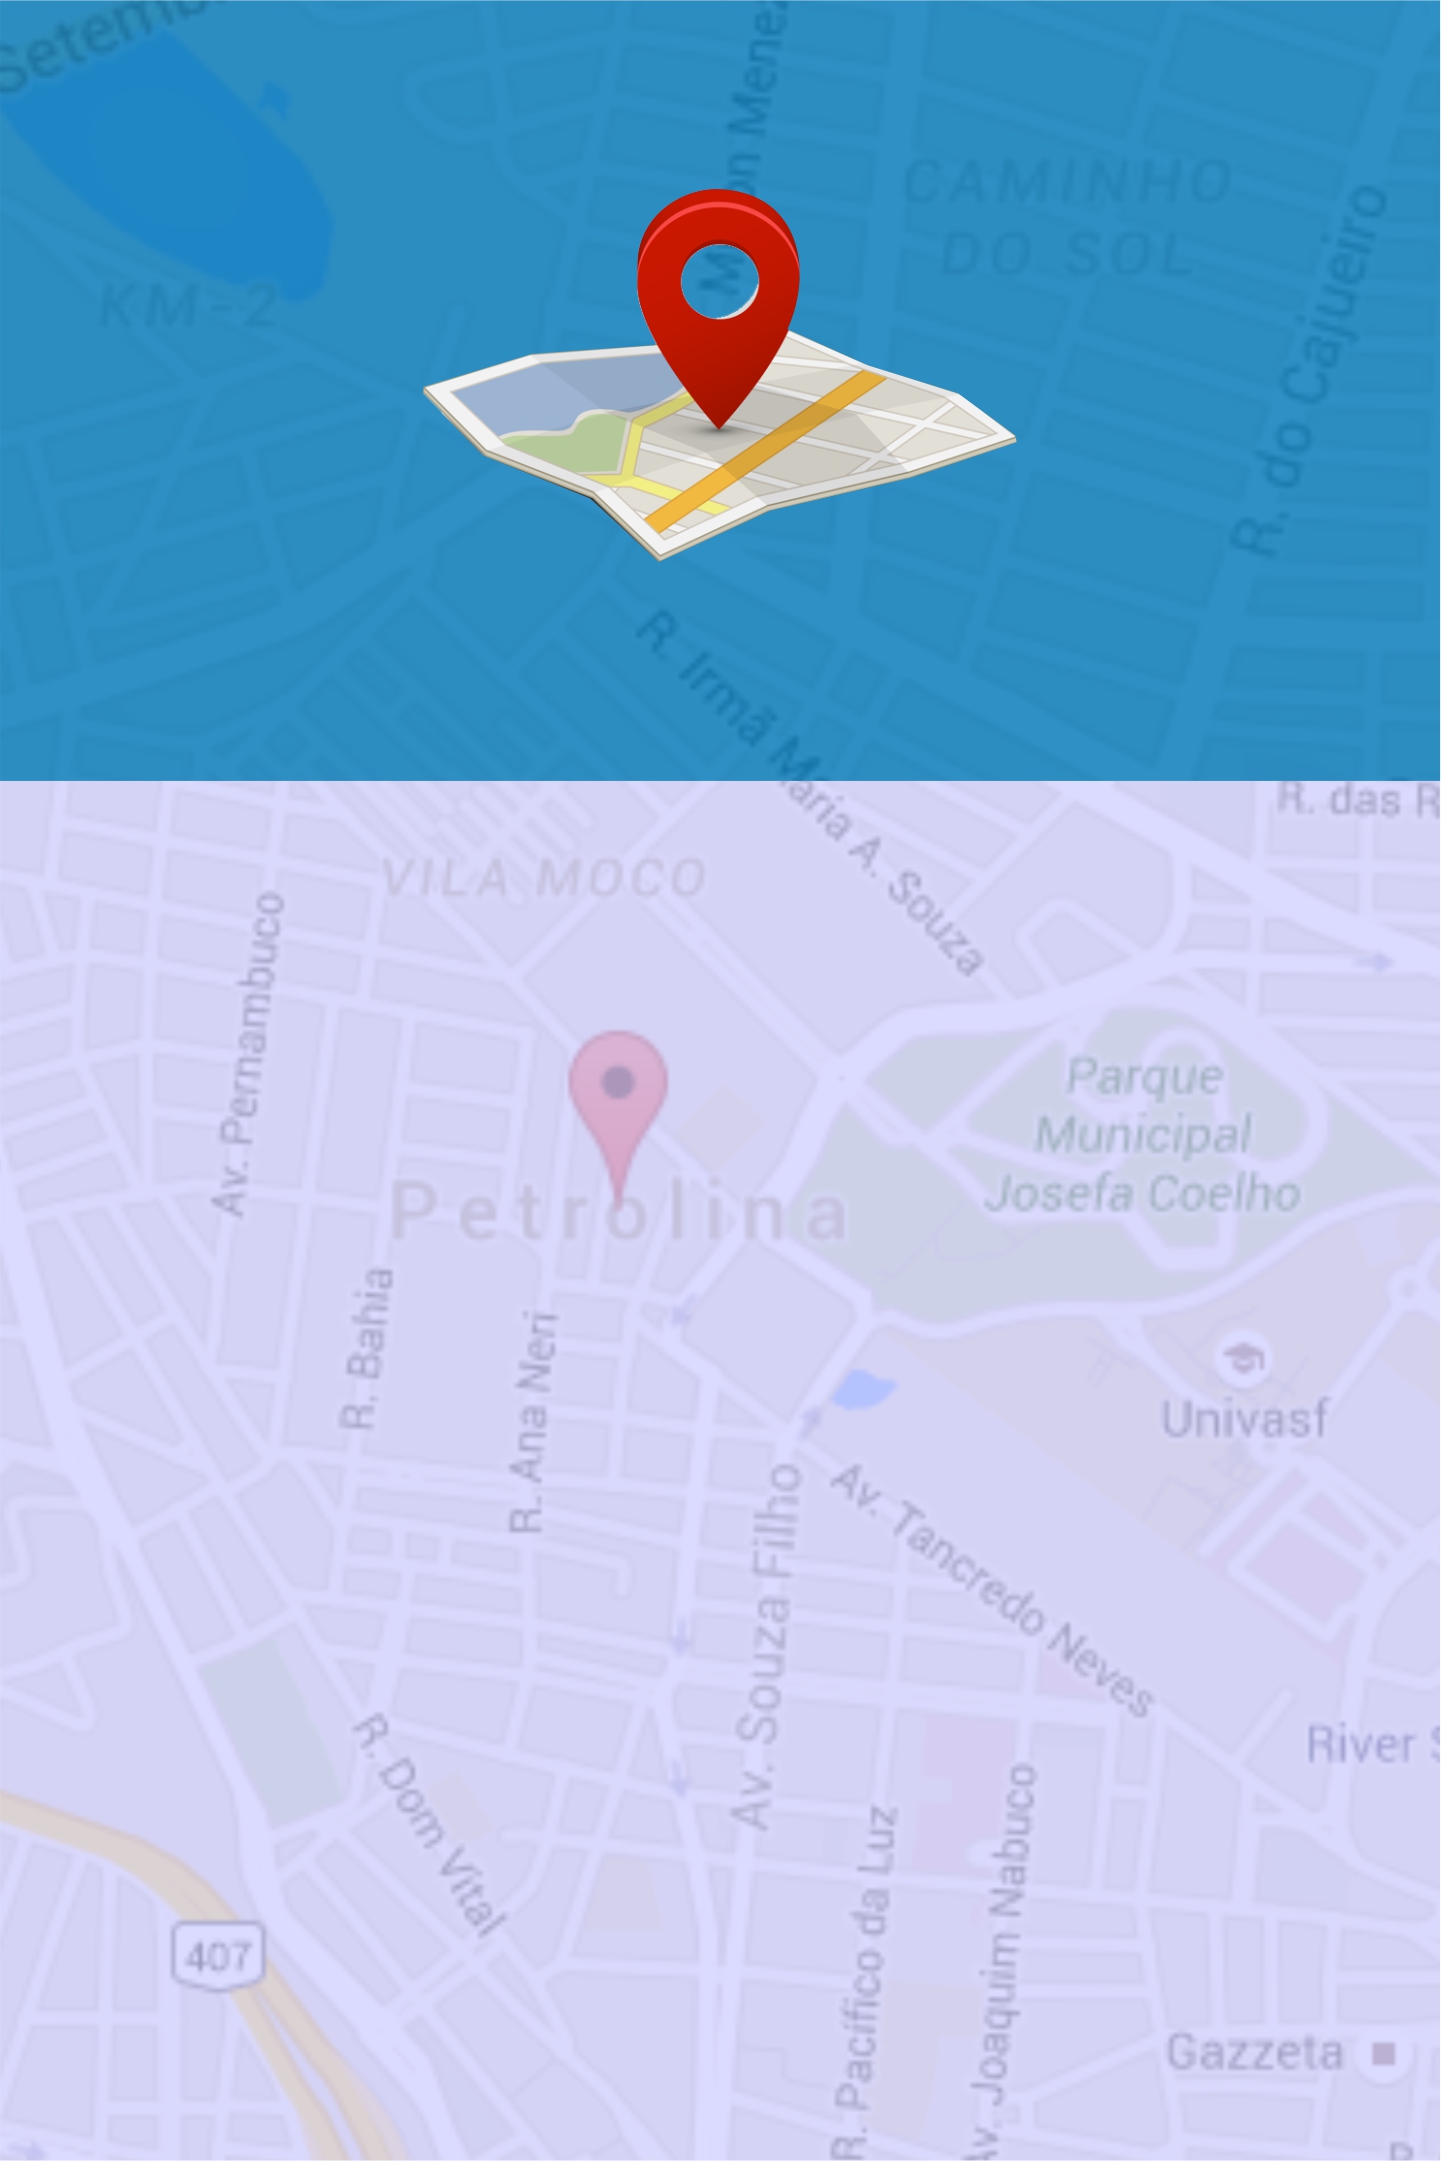 Setemb
KM-2
CAMINHO
DO SOL
R. do Cajueiro
R. Irmã Maria A. Souza
R. das R
VILA MOCO
Av. Pernambuco
Parque
Municipal
Josefa Coelho
Petrolina
R. Bahia
R. Ana Neri
Univasf
Av. Souza Filho
Av. Tancredo Neves
River S
R. Dom Vital
R. Pacífico da Luz
Av. Joaquim Nabuco
407
Gazzeta